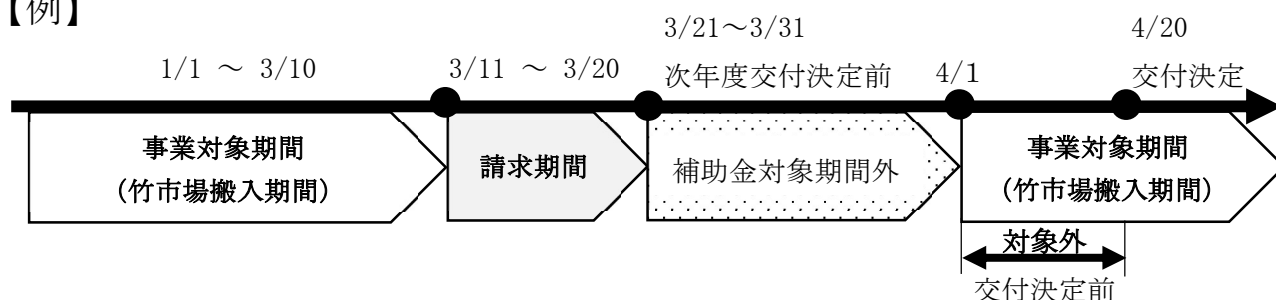 【例】
3/21～3/31
4/20
1/1 ～ 3/10
3/11 ～ 3/20
次年度交付決定前
4/1
交付決定
事業対象期間
(竹市場搬入期間)
請求期間
補助金対象期間外
事業対象期間
(竹市場搬入期間)
対象外
交付決定前